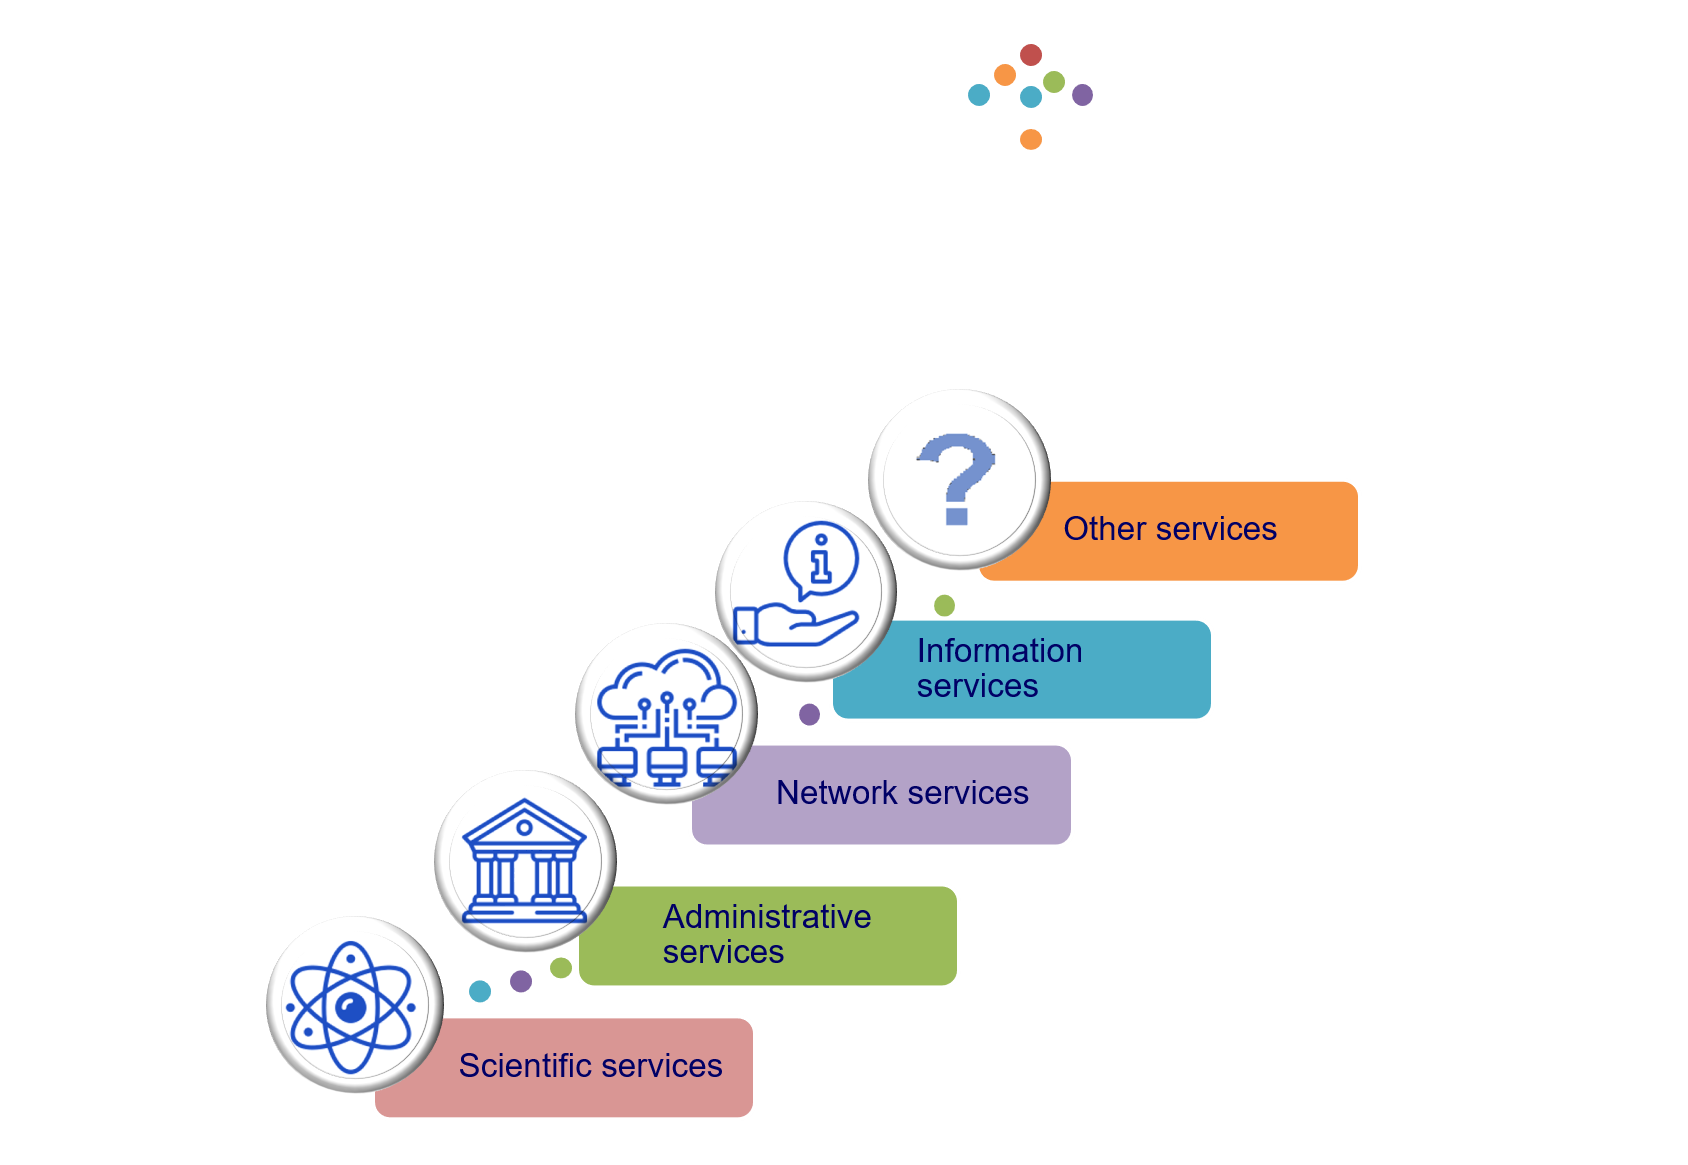 Other services
Information
services
Network services
Administrative
services
Scientific services